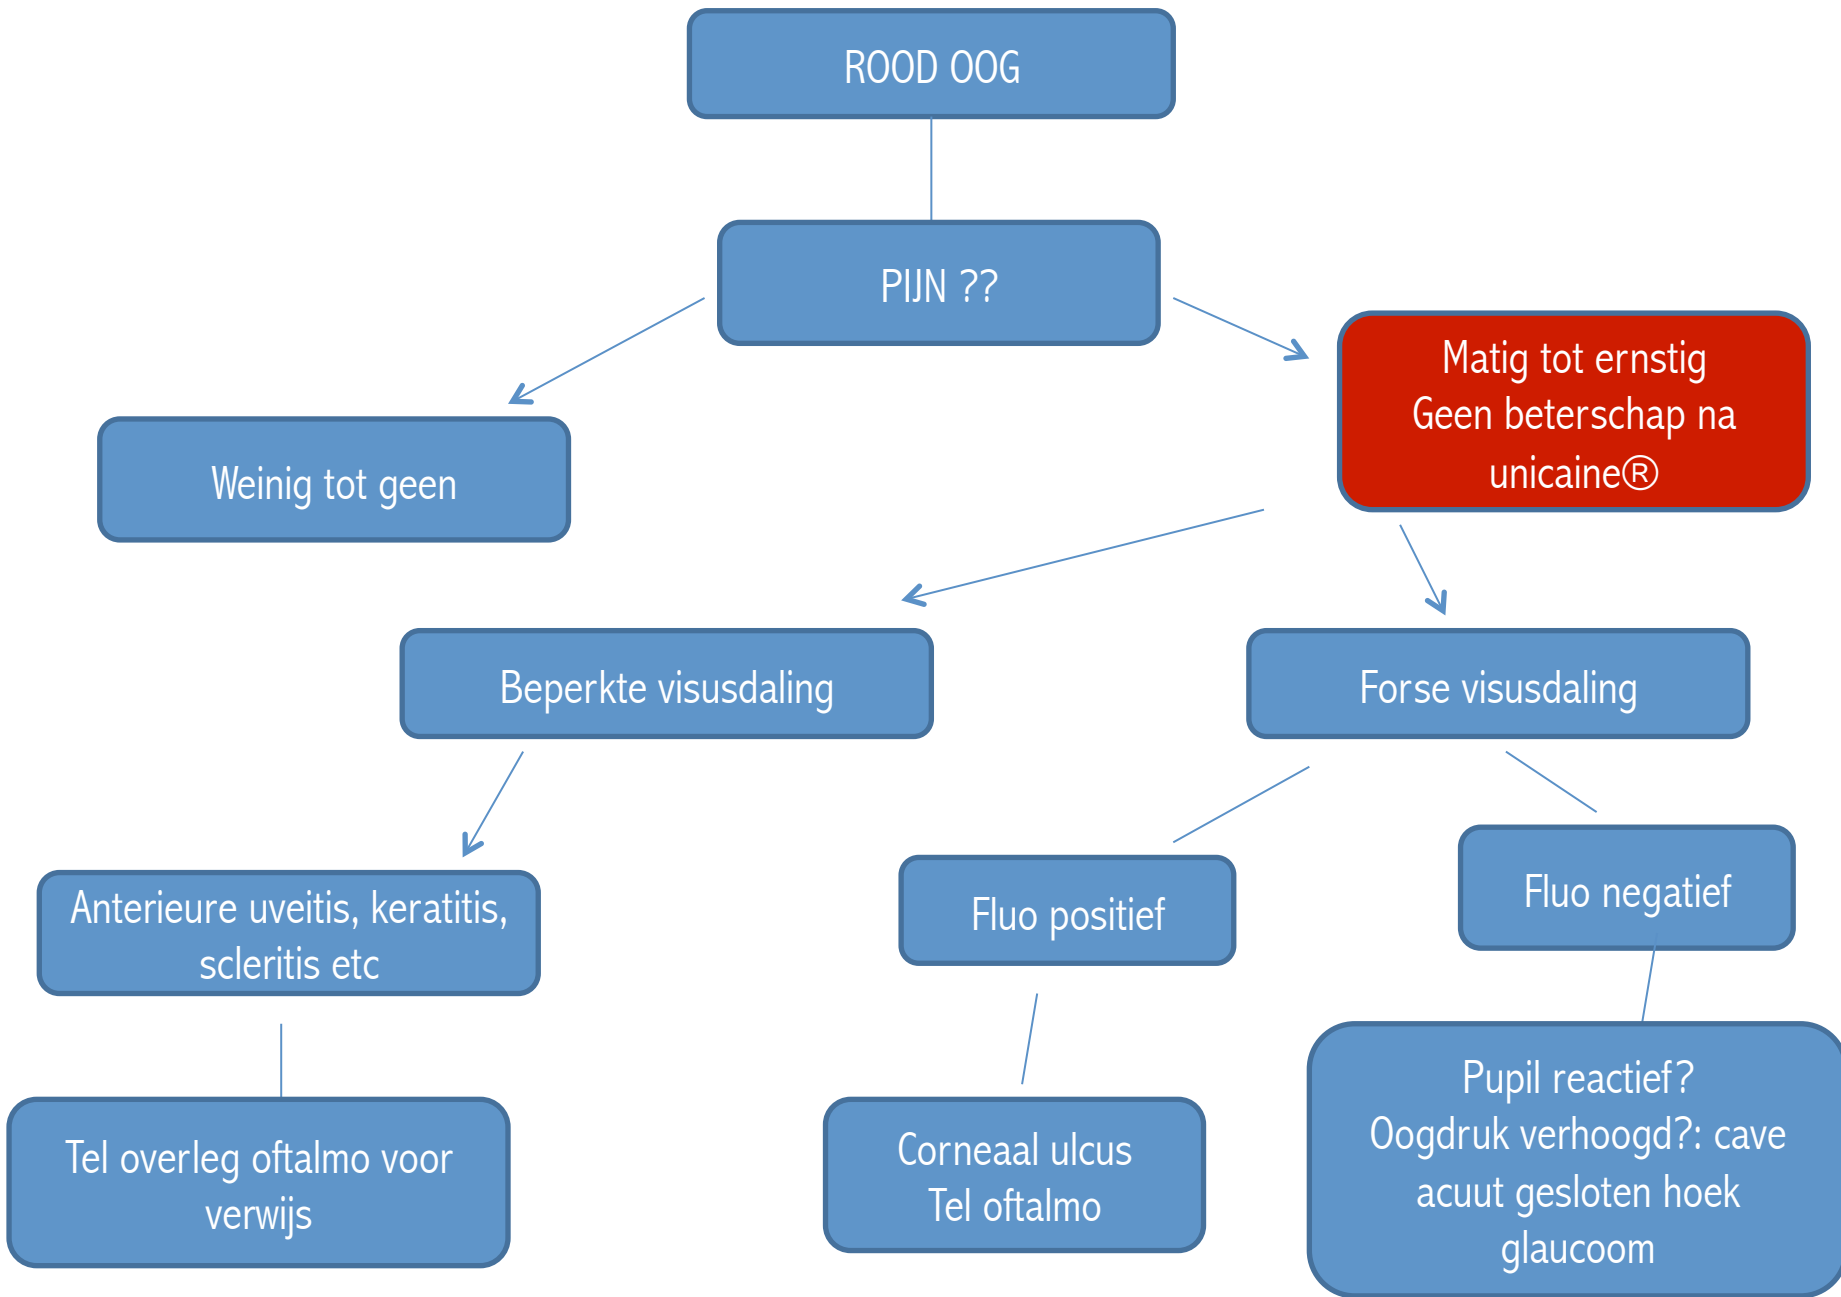 ROOD OOG
PIJN ??
Matig tot ernstig
Geen beterschap na
unicaine®
Weinig tot geen
Beperkte visusdaling
Forse visusdaling
Anterieure uveitis, keratitis,
scleritis etc
Fluo positief
Fluo negatief
Tel overleg oftalmo voor
verwijs
Corneaal ulcus
Tel oftalmo
Pupil reactief?
Oogdruk verhoogd?: cave
acuut gesloten hoek
glaucoom